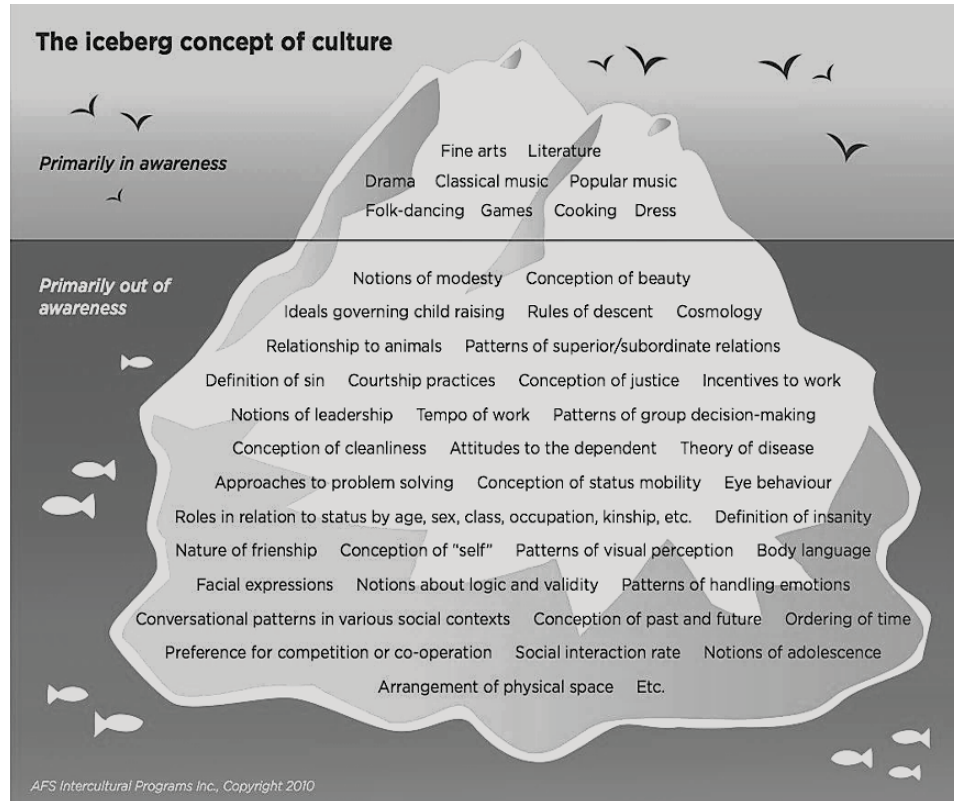 The iceberg concept of culture
Primarily in awareness
Fine arts Literature
Drama Classical music Popular music
Folk-dancing Games Cooking Dress
Primarily out of
awareness
Notions of modesty Conception of beauty
Ideals governing child raising Rules of descent Cosmology
Relationship to animals Patterns of superior/subordinate relations
Definition of sin Courtship practices Conception of justice Incentives to work
Notions of leadership Tempo of work Patterns of group decision-making
Conception of cleanliness Attitudes to the dependent Theory of disease
Approaches to problem solving Conception of status mobility Eye behaviour
Roles in relation to status by age, sex, class, occupation, kinship, etc. Definition of insanity
Nature of frienship Conception of "self" Patterns of visual perception Body language
Facial expressions Notions about logic and validity Patterns of handling emotions
Conversational patterns in various social contexts Conception of past and future Ordering of time
Preference for competition or co-operation Social interaction rate Notions of adolescence
Arrangement of physical space Etc.
AFS Intercultural Programs Inc., Copyright 2010